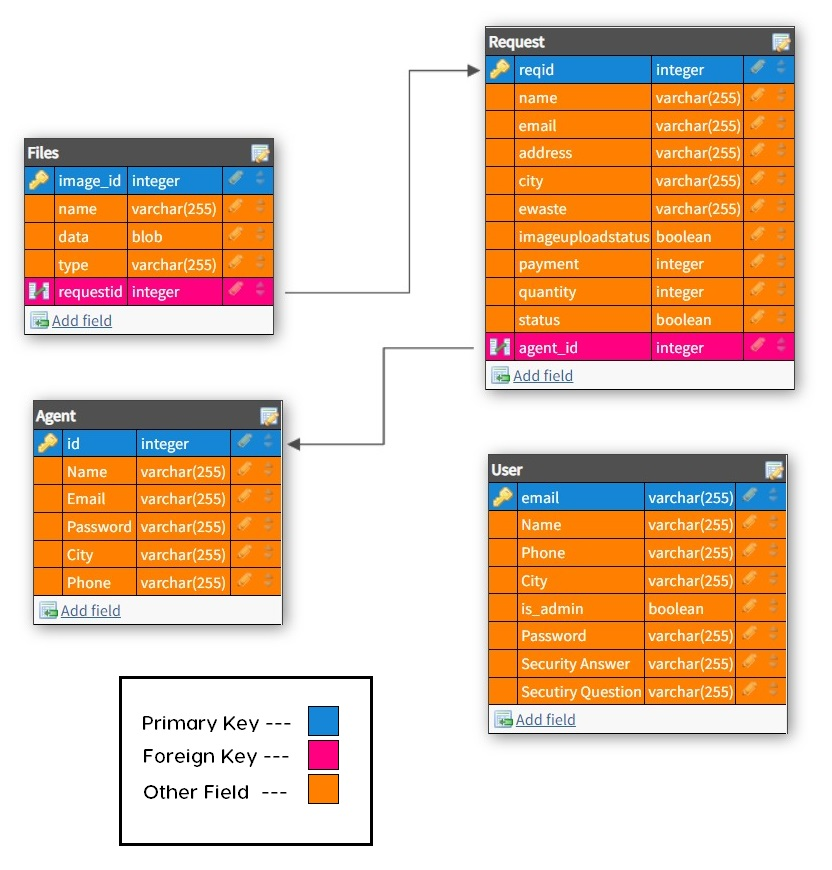 Request
reqid integer
name varchar(255)
email varchar(255)
address varchar(255)
city varchar(255)
ewaste varchar(255)
imageuploadstatus boolean
payment integer
quantity integer
status boolean
agent_id integer
Add field
Files
image_id integer
name varchar(255)
data blob
type varchar(255)
requestid integer
Add field
Agent
id integer
Name varchar(255)
Email varchar(255)
Password varchar(255)
City varchar(255)
Phone varchar(255)
Add field
User
email varchar(255)
Name varchar(255)
Phone varchar(255)
City varchar(255)
is_admin boolean
Password varchar(255)
Security Answer varchar(255)
Secutiry Question varchar(255)
Add field
Primary Key ---
Foreign Key ---
Other Field ---